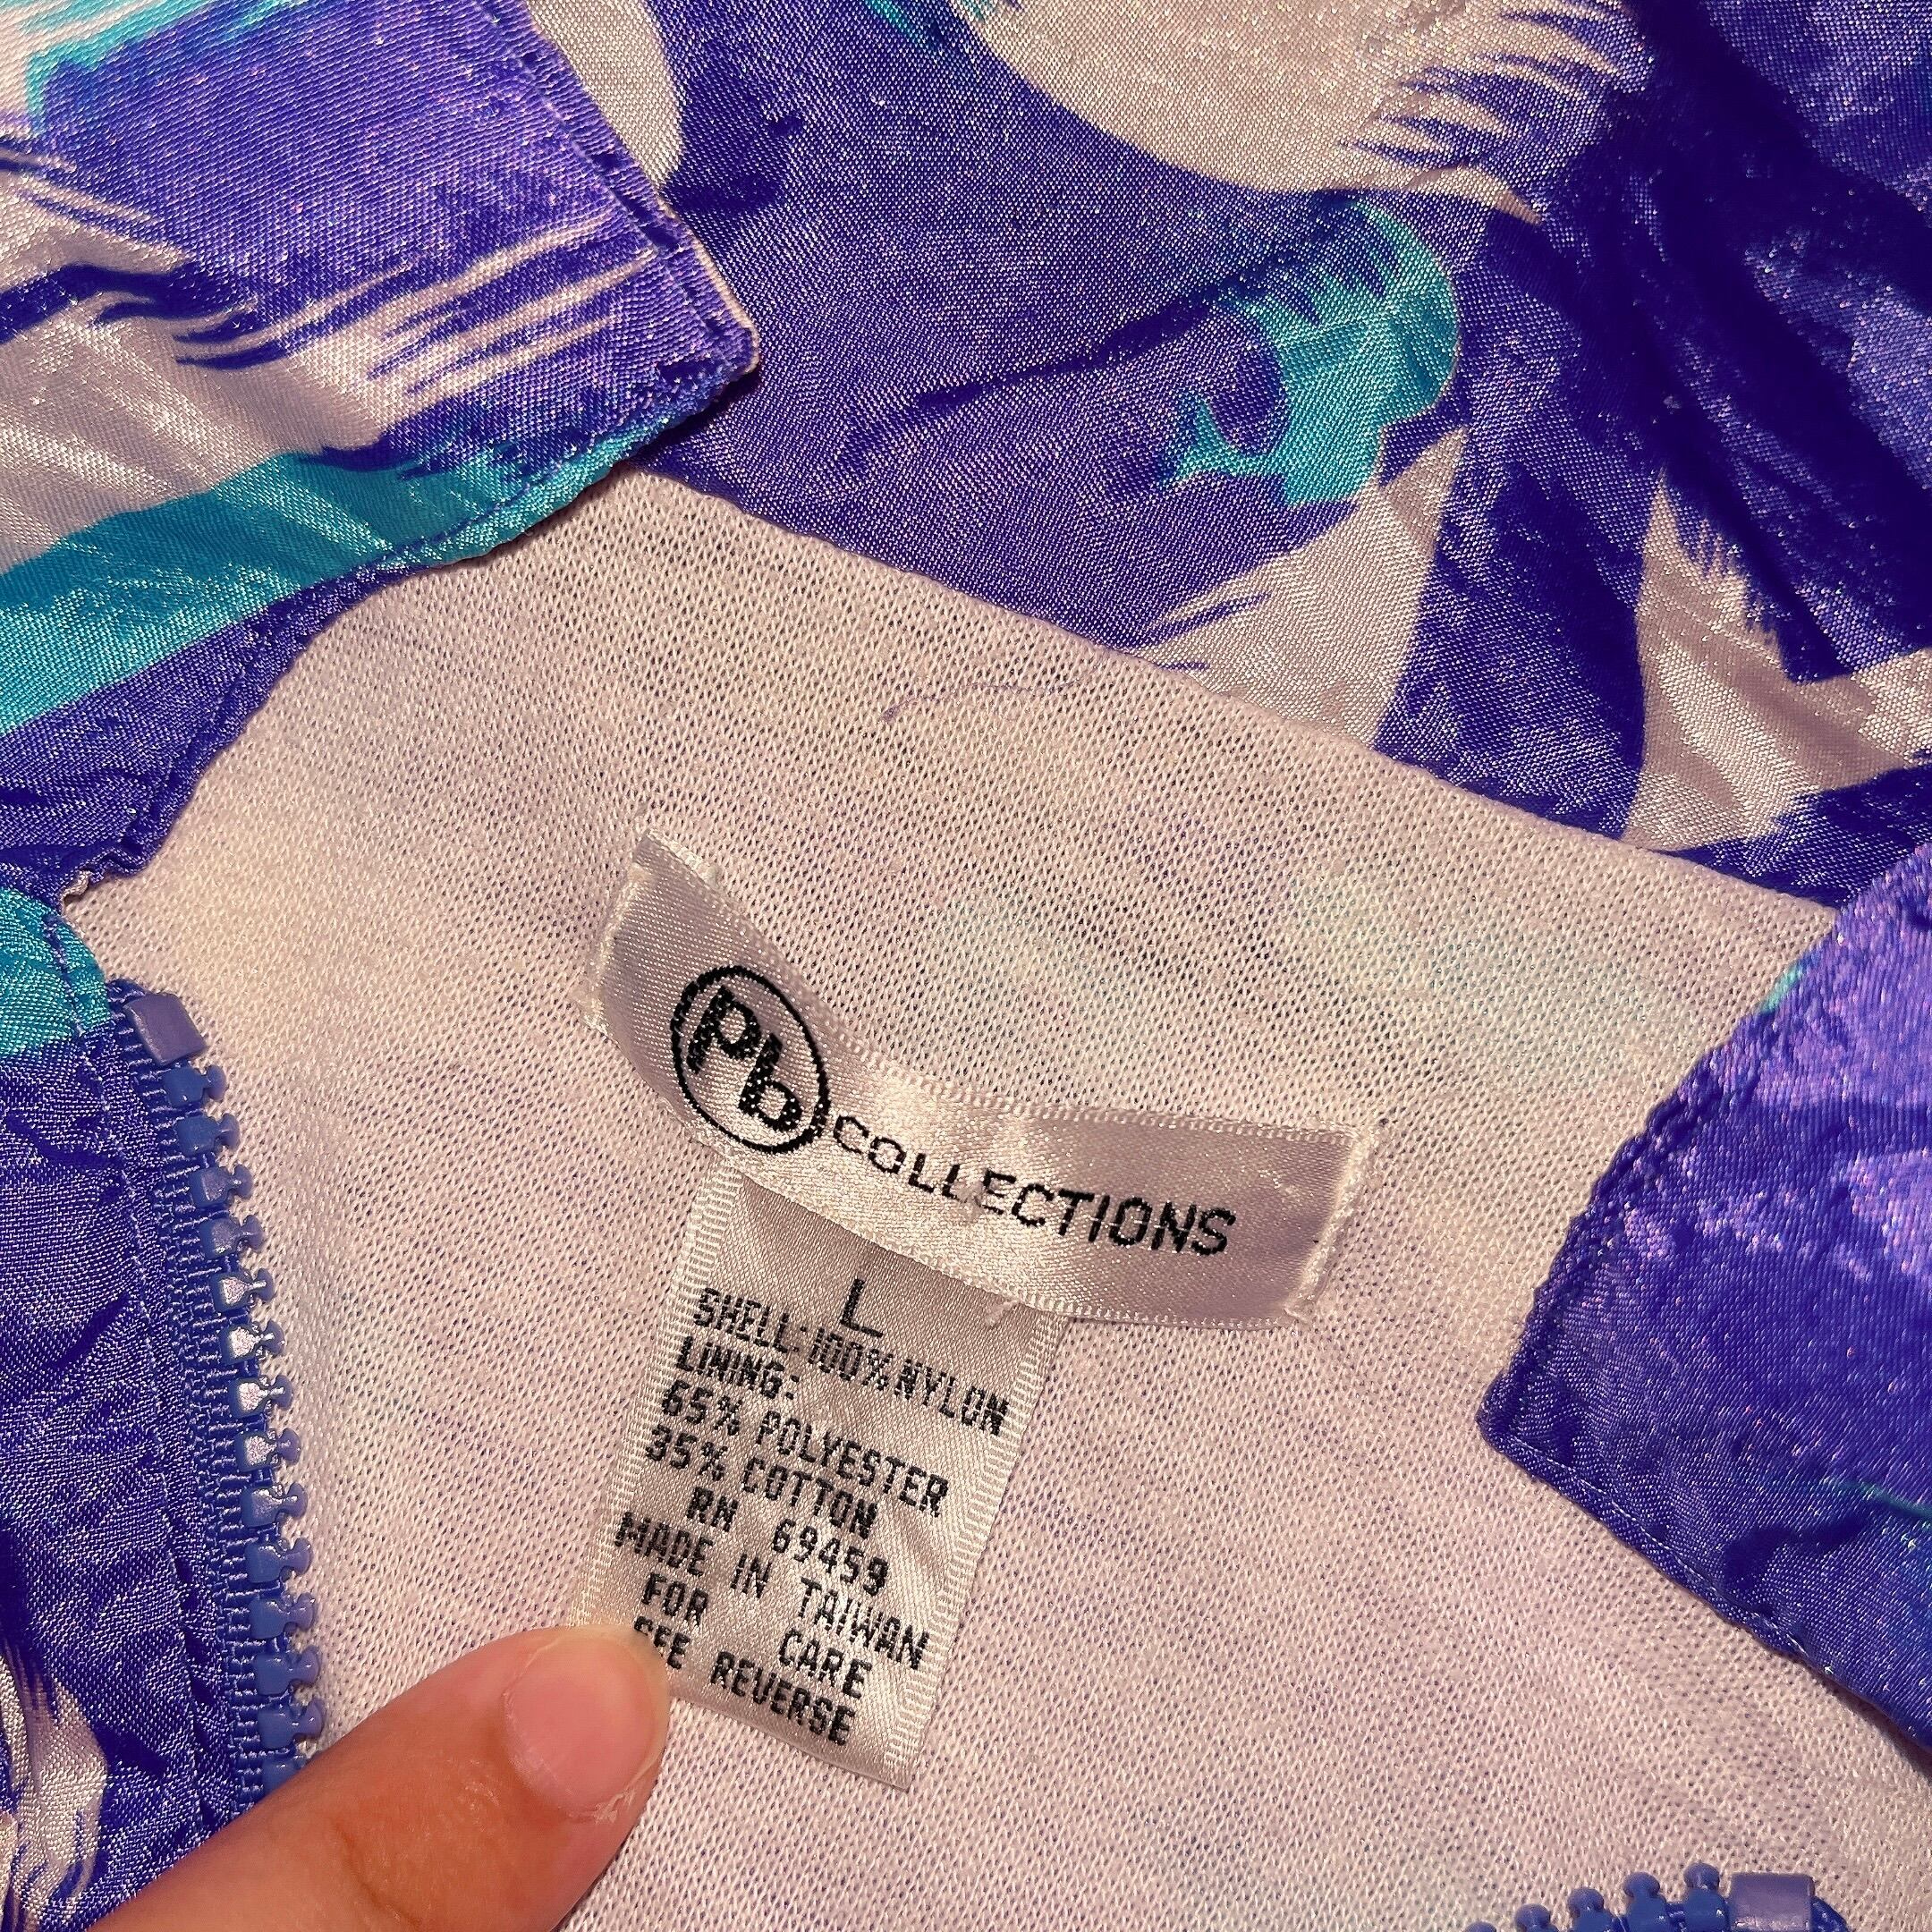 pb COLLECTIONS
L
SHELL: 100% NYLON
LINING:
65% POLYESTER
35% COTTON
RN 69459
MADE IN TAIWAN
FOR CARE
SEE REVERSE